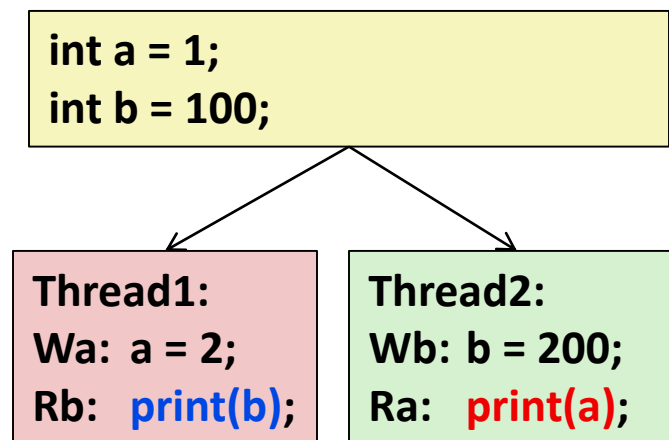 int a = 1;
int b = 100;
Thread1:
Wa: a = 2;
Rb: print(b);
Thread2:
Wb: b = 200;
Ra: print(a);